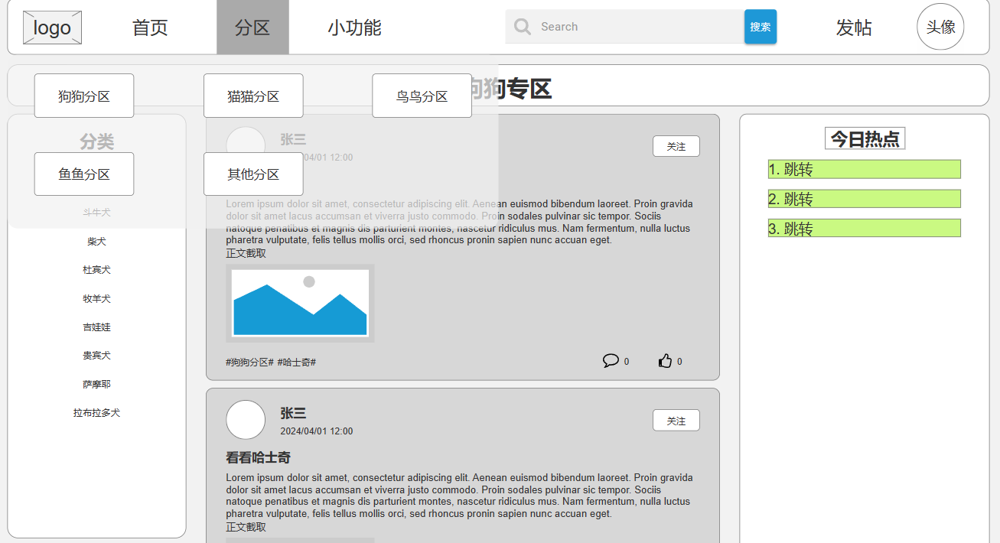 logo
首页
分区
小功能
Search
搜索
发帖
头像
狗狗专区
狗狗分区
猫猫分区
鸟鸟分区
鱼鱼分区
其他分区
分类
斗牛犬
柴犬
杜宾犬
牧羊犬
吉娃娃
贵宾犬
萨摩耶
拉布拉多犬
张三
04/01 12:00
关注
Lorem ipsum dolor sit amet, consectetur adipiscing elit. Aenean euismod bibendum laoreet. Proin gravida
dolor sit amet lacus accumsan et viverra justo commodo. Proin sodales pulvinar sic tempor. Sociis
natoque penatibus et magnis dis parturient montes, nascetur ridiculus mus. Nam fermentum, nulla luctus
pharetra vulputate, felis tellus mollis orci, sed rhoncus pronin sapien nunc accuan eget.
正文截取
#狗狗分区# #哈士奇#
0
0
张三
2024/04/01 12:00
关注
看看哈士奇
Lorem ipsum dolor sit amet, consectetur adipiscing elit. Aenean euismod bibendum laoreet. Proin gravida
dolor sit amet lacus accumsan et viverra justo commodo. Proin sodales pulvinar sic tempor. Sociis
natoque penatibus et magnis dis parturient montes, nascetur ridiculus mus. Nam fermentum, nulla luctus
pharetra vulputate, felis tellus mollis orci, sed rhoncus pronin sapien nunc accuan eget.
正文截取
今日热点
1. 跳转
2. 跳转
3. 跳转